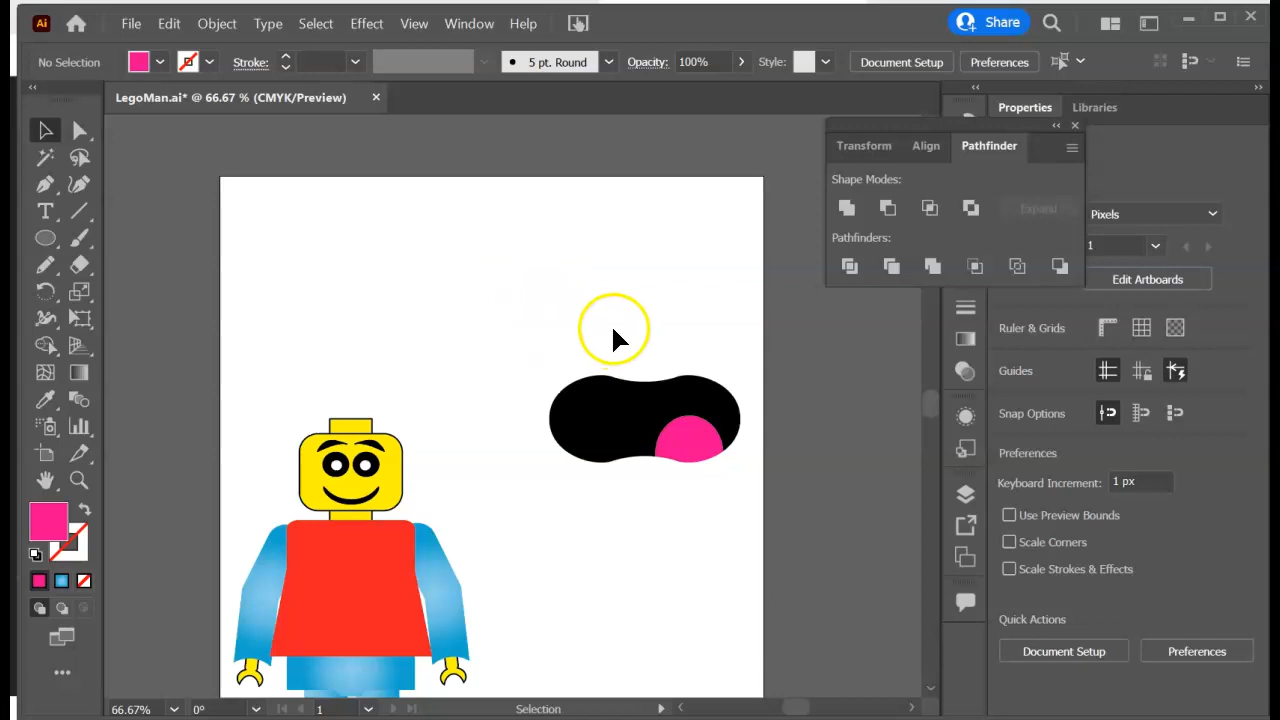 Ai File Edit Object Type Select Effect View Window Help Share
No Selection Stroke: 5 pt. Round Opacity: 100% Style: Document Setup Preferences
LegoMan.ai* @ 66.67 % (CMYK/Preview) ×
Properties Libraries
Transform Align Pathfinder
Shape Modes:
Expand
Pathfinders:
Pixels
1
Edit Artboards
Ruler & Grids
Guides
Snap Options
Preferences
Keyboard Increment: 1 px
Use Preview Bounds
Scale Corners
Scale Strokes & Effects
Quick Actions
Document Setup Preferences
66.67% 0° 1 Selection